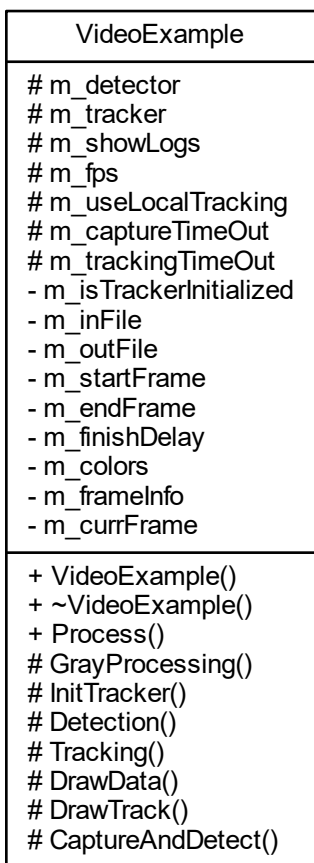 VideoExample
# m_detector
# m_tracker
# m_showLogs
# m_fps
# m_useLocalTracking
# m_captureTimeOut
# m_trackingTimeOut
- m_isTrackerInitialized
- m_inFile
- m_outFile
- m_startFrame
- m_endFrame
- m_finishDelay
- m_colors
- m_frameInfo
- m_currFrame
+ VideoExample()
+ ~VideoExample()
+ Process()
# GrayProcessing()
# InitTracker()
# Detection()
# Tracking()
# DrawData()
# DrawTrack()
# CaptureAndDetect()